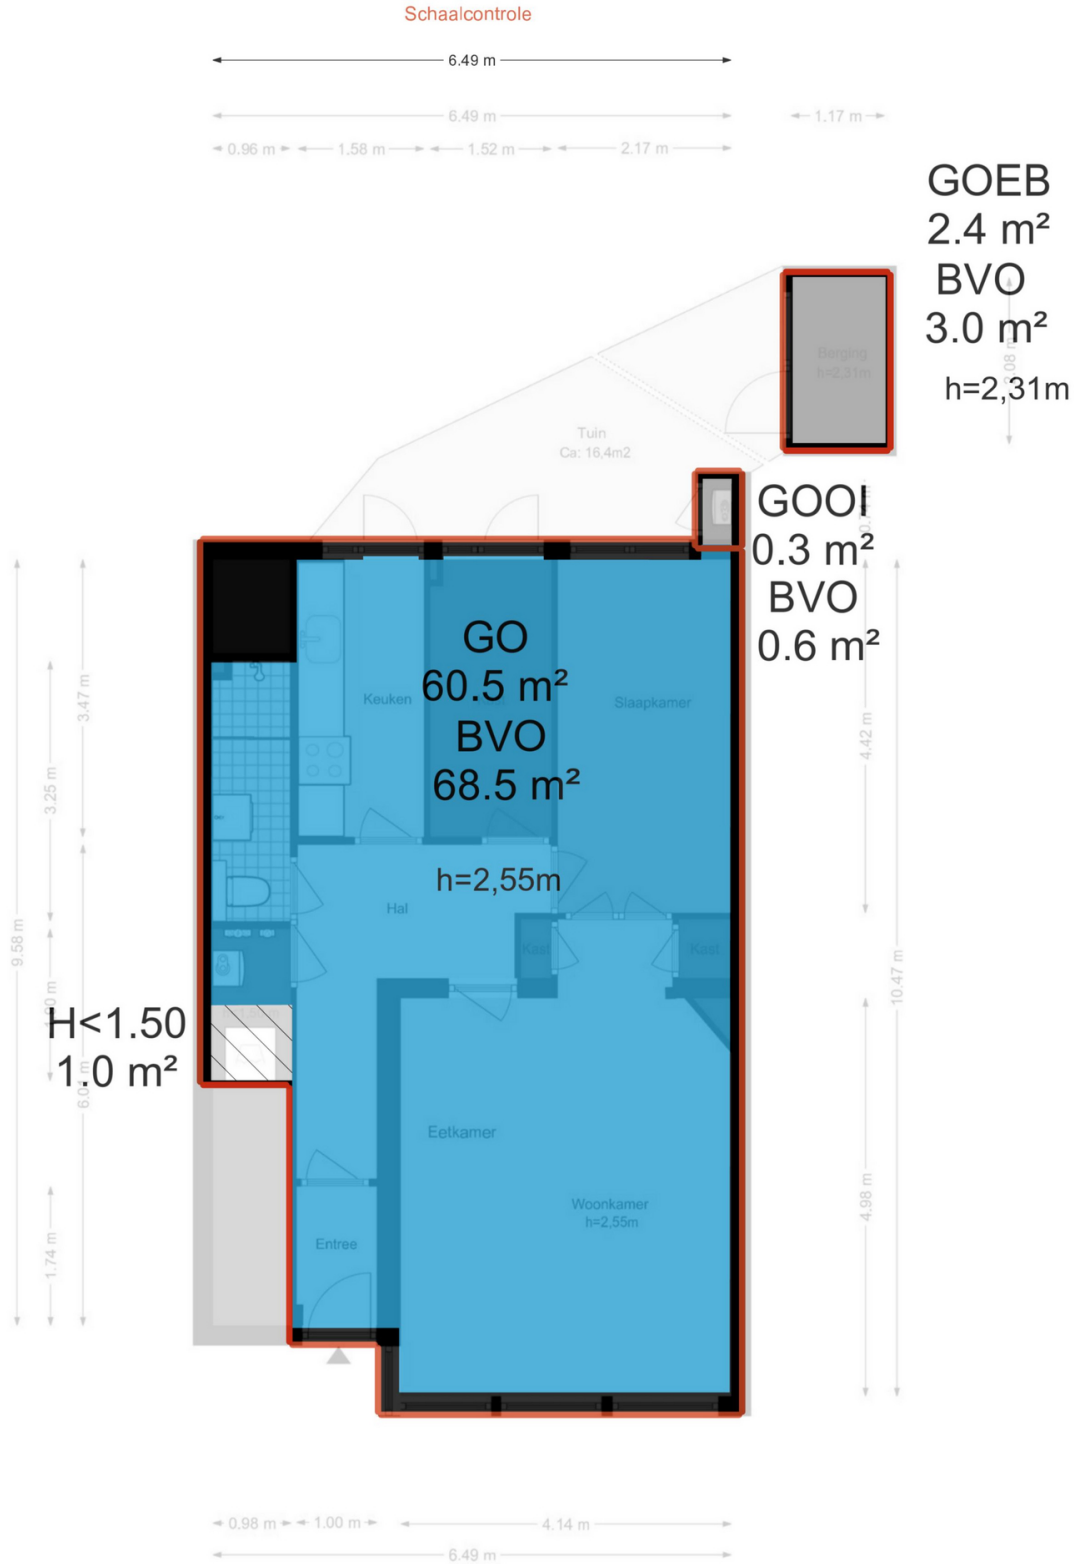 Schaalcontrole
6.49 m
6.49 m
1.17 m
0.96 m
1.58 m
1.52 m
2.17 m
GOEB
2.4 m²
BVO
3.0 m²
2.08 m
h=2,31m
Berging
h=2,31m
Tuin
Ca: 16,4m2
GOOI
0.3 m²
BVO
0.6 m²
GO
60.5 m²
BVO
68.5 m²
h=2,55m
Keuken
Slaapkamer
Hal
Kast
Kast
H<1.50
1.0 m²
Eetkamer
Woonkamer
h=2,55m
Entree
3.47 m
3.25 m
9.58 m
6.01 m
1.74 m
4.42 m
10.47 m
4.98 m
0.98 m
1.00 m
4.14 m
6.49 m